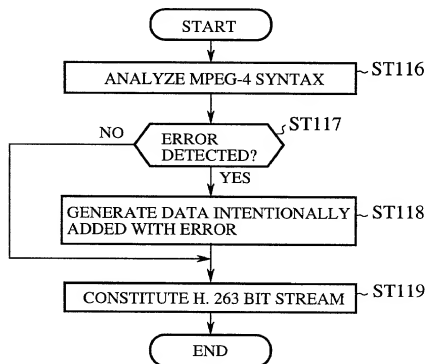 START
ANALYZE MPEG-4 SYNTAX
ST116
ERROR
DETECTED?
ST117
NO
YES
GENERATE DATA INTENTIONALLY
ADDED WITH ERROR
ST118
CONSTITUTE H. 263 BIT STREAM
ST119
END